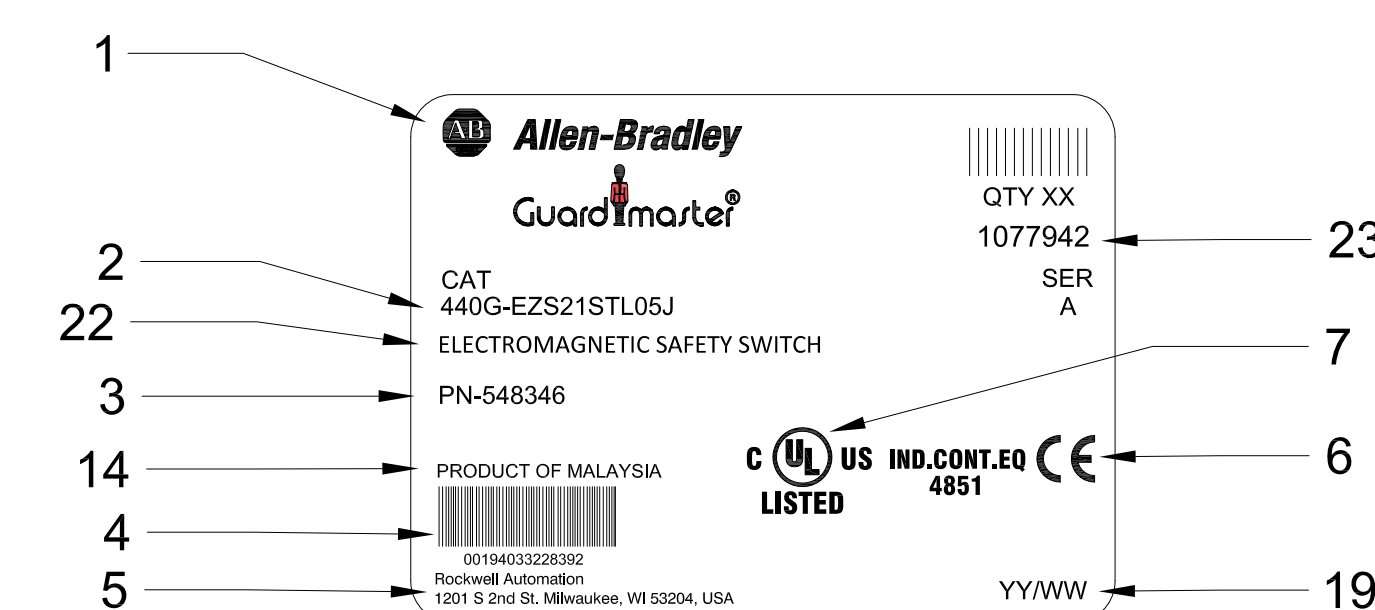 1
AB Allen-Bradley
Guardmaster®
QTY XX
1077942
23
2
CAT
440G-EZS21STL05J
SER
A
22
ELECTROMAGNETIC SAFETY SWITCH
7
3
PN-548346
14
PRODUCT OF MALAYSIA
C UL US
LISTED
IND.CONT.EQ
4851
CE
6
4
00194033228392
5
Rockwell Automation
1201 S 2nd St. Milwaukee, WI 53204, USA
YY/WW
19